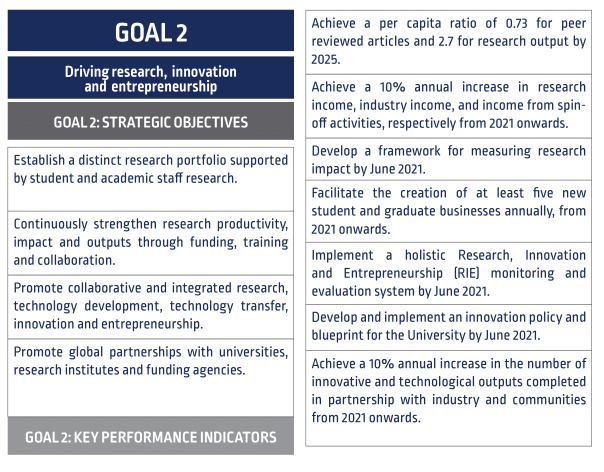 GOAL 2
Driving research, innovation
and entrepreneurship
GOAL 2: STRATEGIC OBJECTIVES
Establish a distinct research portfolio supported
by student and academic staff research.
Continuously strengthen research productivity,
impact and outputs through funding, training
and collaboration.
Promote collaborative and integrated research,
technology development, technology transfer,
innovation and entrepreneurship.
Promote global partnerships with universities,
research institutes and funding agencies.
GOAL 2: KEY PERFORMANCE INDICATORS
Achieve a per capita ratio of 0.73 for peer
reviewed articles and 2.7 for research output by
2025.
Achieve a 10% annual increase in research
income, industry income, and income from spin-
off activities, respectively from 2021 onwards.
Develop a framework for measuring research
impact by June 2021.
Facilitate the creation of at least five new
student and graduate businesses annually, from
2021 onwards.
Implement a holistic Research, Innovation
and Entrepreneurship (RIE) monitoring and
evaluation system by June 2021.
Develop and implement an innovation policy and
blueprint for the University by June 2021.
Achieve a 10% annual increase in the number of
innovative and technological outputs completed
in partnership with industry and communities
from 2021 onwards.